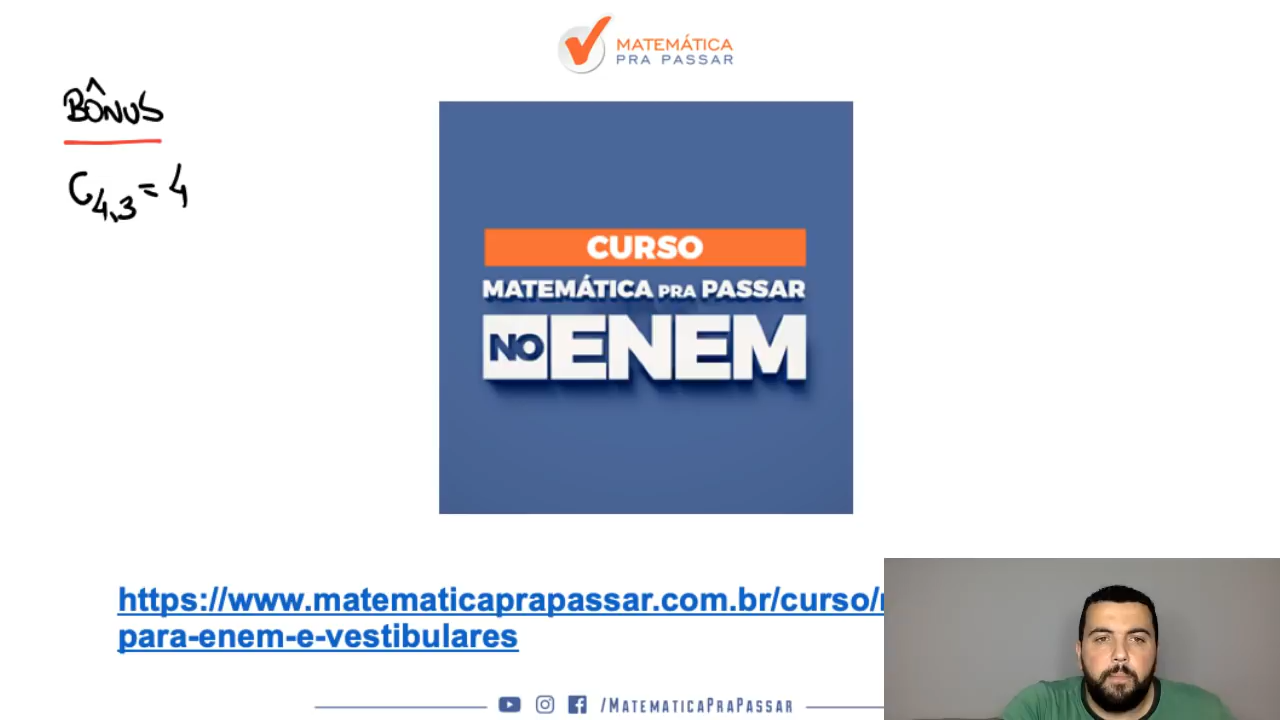 MATEMÁTICA
PRA PASSAR
BÔNUS
C4,3 = 4
CURSO
MATEMÁTICA PRA PASSAR
NO ENEM
https://www.matematicaprapassar.com.br/curso/
para-enem-e-vestibulares
/MATEMATICAPRAPASSAR